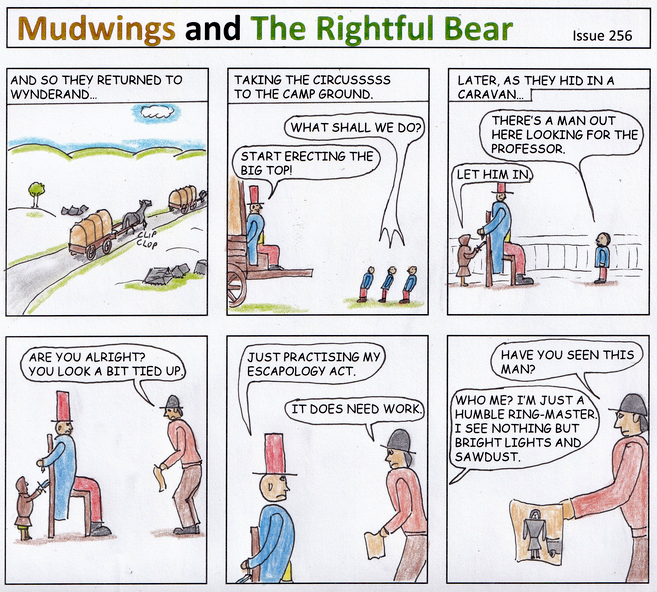 Mudwings and The Rightful Bear
Issue 256
AND SO THEY RETURNED TO
WYNDERAND...
CLIP
CLOP
TAKING THE CIRCUSSSSS
TO THE CAMP GROUND.
WHAT SHALL WE DO?
START ERECTING THE
BIG TOP!
LATER, AS THEY HID IN A
CARAVAN...
THERE'S A MAN OUT
HERE LOOKING FOR THE
PROFESSOR.
LET HIM IN.
ARE YOU ALRIGHT?
YOU LOOK A BIT TIED UP.
JUST PRACTISING MY
ESCAPOLOGY ACT.
IT DOES NEED WORK.
HAVE YOU SEEN THIS
MAN?
WHO ME? I'M JUST A
HUMBLE RING-MASTER.
I SEE NOTHING BUT
BRIGHT LIGHTS AND
SAWDUST.